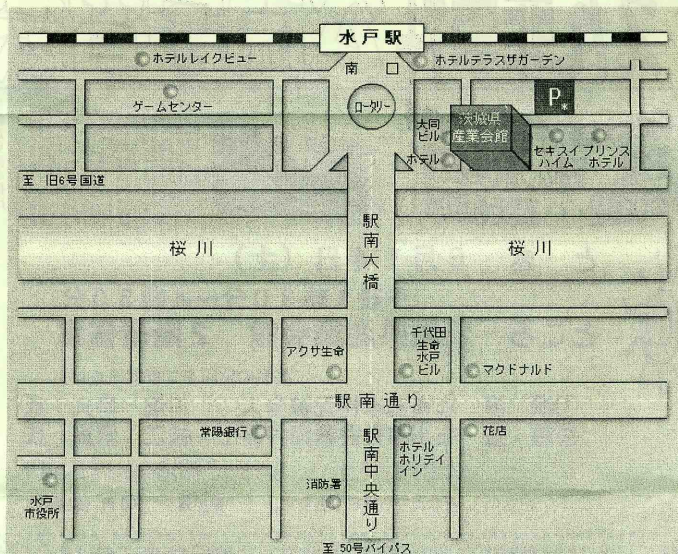 水戸駅
ホテルレイクビュー
南口
ホテルテラスザガーデン
ゲームセンター
ロータリー
P*
大同
ビル
茨城県
産業会館
ホテル
セキスイ
ハイム
プリンス
ホテル
至 旧6号国道
桜川
駅南大橋
桜川
アクサ生命
千代田
生命
水戸
ビル
マクドナルド
駅南通り
常陽銀行
駅南中央通り
ホテル
ホリデイ
イン
花店
水戸
市役所
消防署
至 50号バイパス